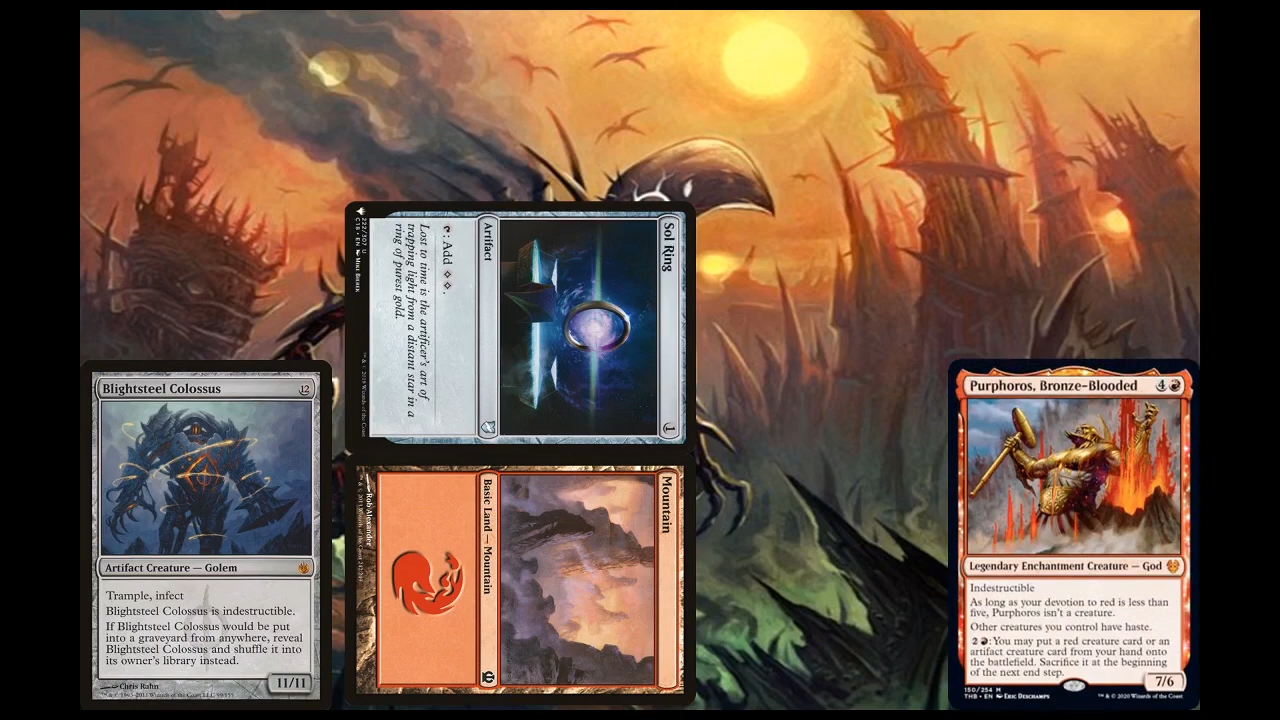 Blightsteel Colossus 12
Artifact Creature — Golem
Trample, infect
Blightsteel Colossus is indestructible.
If Blightsteel Colossus would be put
into a graveyard from anywhere, reveal
Blightsteel Colossus and shuffle it into
its owner's library instead.
11/11
Chris Rahn
Sol Ring 1
Artifact
: Add
Lost to time is the artificer's art of
trapping light from a distant star in a
ring of purest gold.
222/307 U
C18 • EN
Mountain
Basic Land — Mountain
Rob Alexander
Purphoros, Bronze-Blooded 4
Legendary Enchantment Creature — God
Indestructible
As long as your devotion to red is less than
five, Purphoros isn't a creature.
Other creatures you control have haste.
2 : You may put a red creature card or an
artifact creature card from your hand onto
the battlefield. Sacrifice it at the beginning
of the next end step.
7/6
150/254 M
THB • EN Eric Deschamps
™ & © 2020 Wizards of the Coast